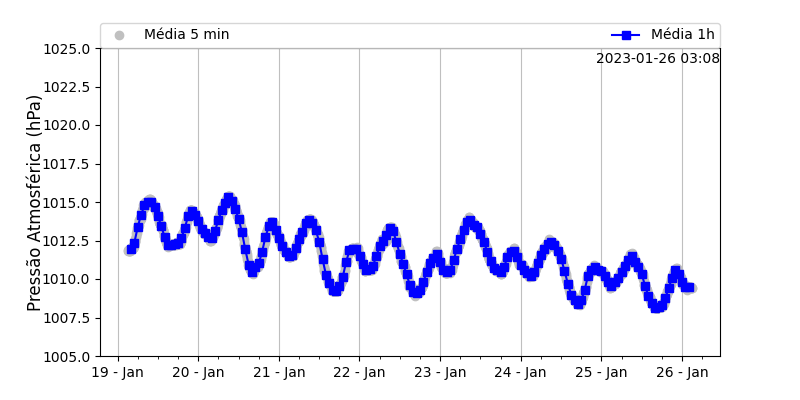 Média 5 min
Média 1h
2023-01-26 03:08
Pressão Atmosférica (hPa)
1025.0
1022.5
1020.0
1017.5
1015.0
1012.5
1010.0
1007.5
1005.0
19 - Jan
20 - Jan
21 - Jan
22 - Jan
23 - Jan
24 - Jan
25 - Jan
26 - Jan